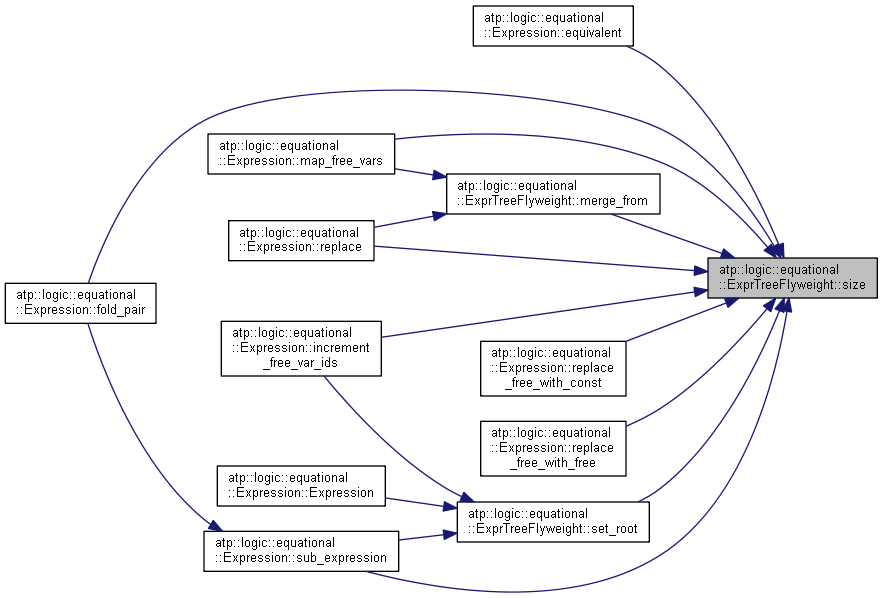 atp::logic::equational
::Expression::equivalent
atp::logic::equational
::Expression::map_free_vars
atp::logic::equational
::ExprTreeFlyweight::merge_from
atp::logic::equational
::Expression::replace
atp::logic::equational
::ExprTreeFlyweight::size
atp::logic::equational
::Expression::fold_pair
atp::logic::equational
::Expression::increment
_free_var_ids
atp::logic::equational
::Expression::replace
_free_with_const
atp::logic::equational
::Expression::replace
_free_with_free
atp::logic::equational
::Expression::Expression
atp::logic::equational
::ExprTreeFlyweight::set_root
atp::logic::equational
::Expression::sub_expression